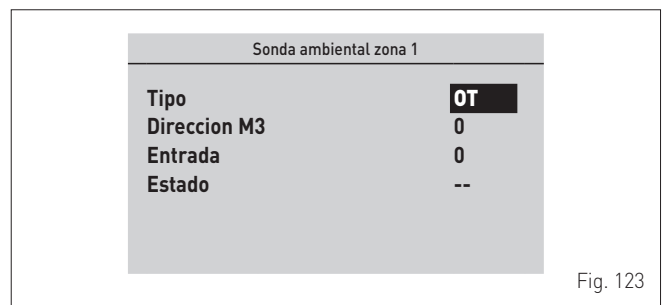 Sonda ambiental zona 1
Tipo OT
Direccion M3 0
Entrada 0
Estado --
Fig. 123